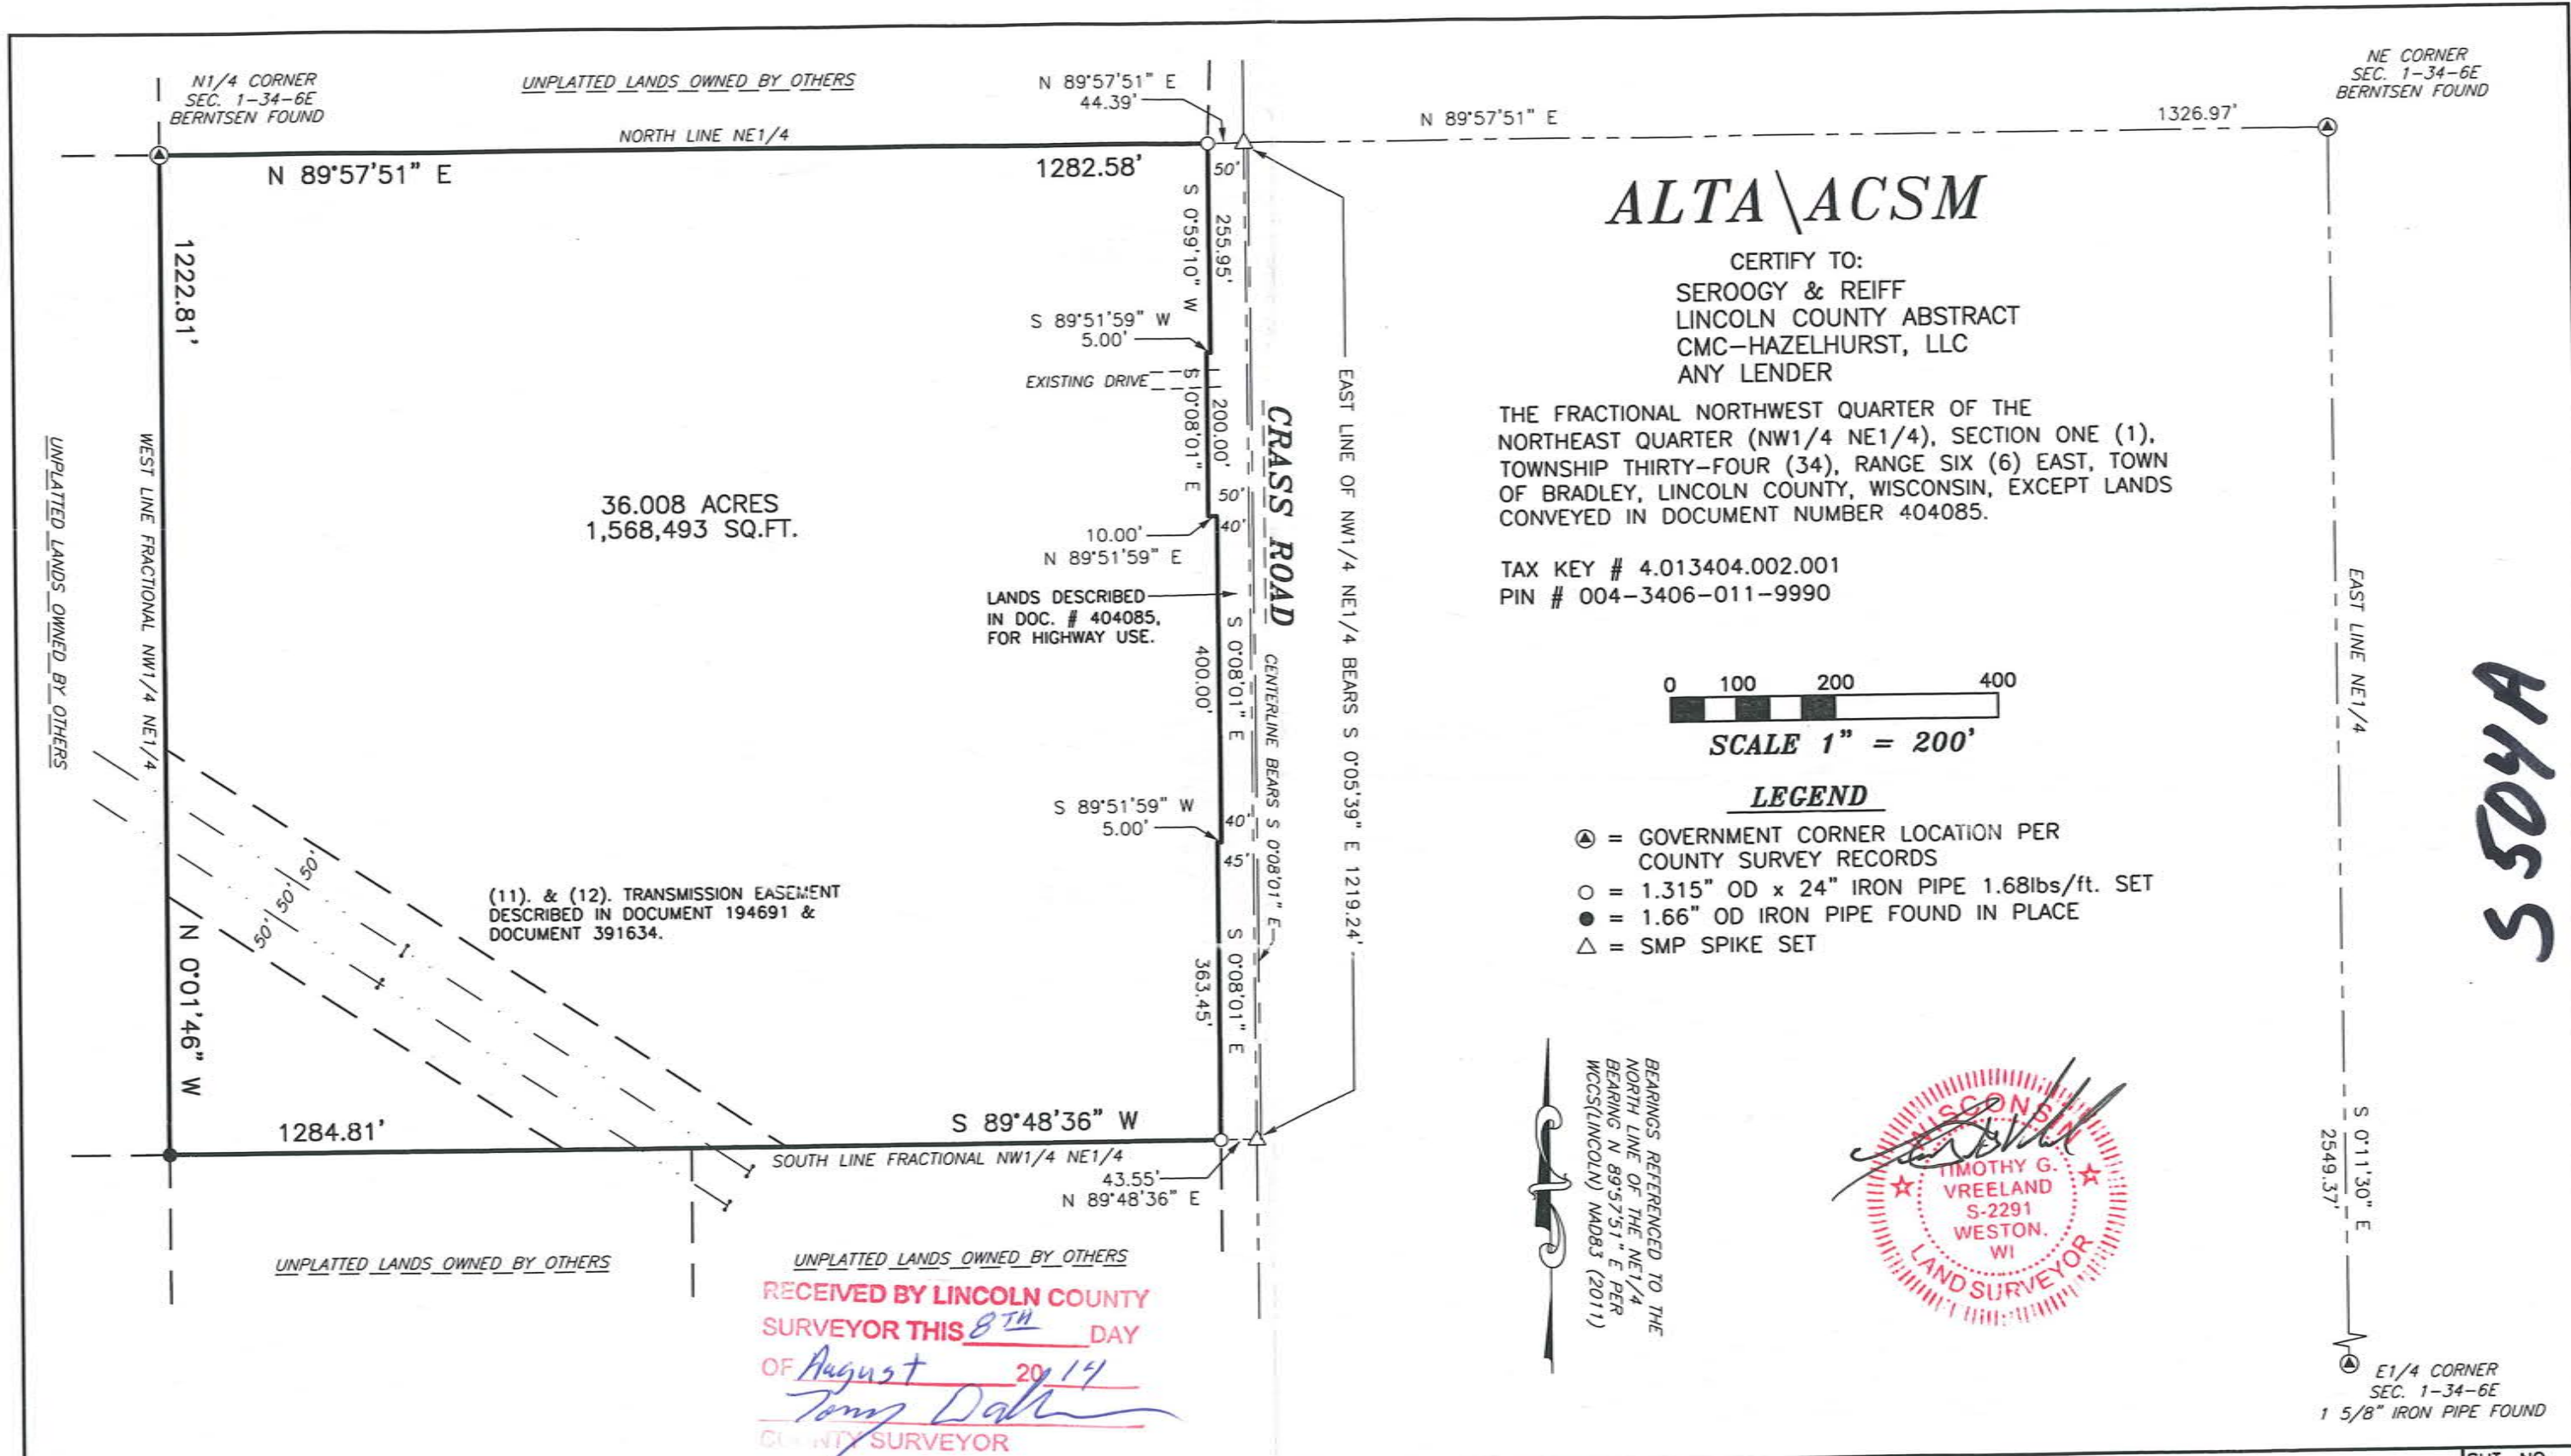 N1/4 CORNER
SEC. 1-34-6E
BERNTSEN FOUND
UNPLATTED LANDS OWNED BY OTHERS
N 89°57'51" E
44.39'
NORTH LINE NE1/4
N 89°57'51" E
1282.58'
N 89°57'51" E
1326.97'
NE CORNER
SEC. 1-34-6E
BERNTSEN FOUND
1222.81'
WEST LINE FRACTIONAL NW1/4 NE1/4
UNPLATTED LANDS OWNED BY OTHERS
N 0°01'46" W
50'
S 0°59'10" W
255.95'
S 89°51'59" W
5.00'
EXISTING DRIVE
S 0°08'01" E
200.00'
50'
40'
10.00'
N 89°51'59" E
36.008 ACRES
1,568,493 SQ.FT.
LANDS DESCRIBED
IN DOC. # 404085,
FOR HIGHWAY USE.
S 0°08'01" E
400.00'
S 89°51'59" W
5.00'
40'
45'
S 0°08'01" E
363.45'
CRASS ROAD
CENTERLINE BEARS S 0°08'01" E
EAST LINE OF NW1/4 NE1/4 BEARS S 0°05'39" E 1219.24'
50' 50' 50'
(11). & (12). TRANSMISSION EASEMENT
DESCRIBED IN DOCUMENT 194691 &
DOCUMENT 391634.
1284.81'
S 89°48'36" W
SOUTH LINE FRACTIONAL NW1/4 NE1/4
43.55'
N 89°48'36" E
UNPLATTED LANDS OWNED BY OTHERS
UNPLATTED LANDS OWNED BY OTHERS
RECEIVED BY LINCOLN COUNTY
SURVEYOR THIS 8TH DAY
OF August 2014
COUNTY SURVEYOR
ALTA\ACSM
CERTIFY TO:
SEROOGY & REIFF
LINCOLN COUNTY ABSTRACT
CMC-HAZELHURST, LLC
ANY LENDER
THE FRACTIONAL NORTHWEST QUARTER OF THE
NORTHEAST QUARTER (NW1/4 NE1/4), SECTION ONE (1),
TOWNSHIP THIRTY-FOUR (34), RANGE SIX (6) EAST, TOWN
OF BRADLEY, LINCOLN COUNTY, WISCONSIN, EXCEPT LANDS
CONVEYED IN DOCUMENT NUMBER 404085.
TAX KEY # 4.013404.002.001
PIN # 004-3406-011-9990
0 100 200 400
SCALE 1" = 200'
LEGEND
= GOVERNMENT CORNER LOCATION PER
COUNTY SURVEY RECORDS
= 1.315" OD x 24" IRON PIPE 1.68lbs/ft. SET
= 1.66" OD IRON PIPE FOUND IN PLACE
= SMP SPIKE SET
BEARINGS REFERENCED TO THE
NORTH LINE OF THE NE1/4
BEARING N 89°57'51" E PER
WCCS(LINCOLN) NAD83 (2011)
WISCONSIN
TIMOTHY G.
VREELAND
S-2291
WESTON,
WI
LAND SURVEYOR
EAST LINE NE1/4
S 0°11'30" E
2549.37'
E1/4 CORNER
SEC. 1-34-6E
1 5/8" IRON PIPE FOUND
S 504A